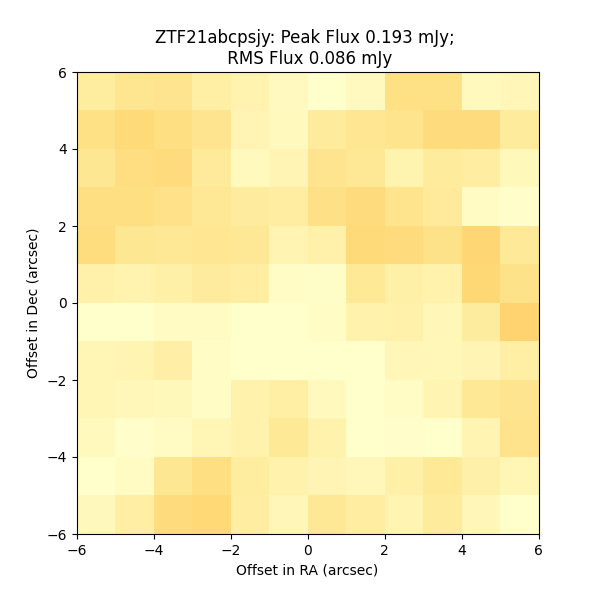 ZTF21abcpsjy: Peak Flux 0.193 mJy;
RMS Flux 0.086 mJy
6
4
2
0
−2
−4
−6
Offset in Dec (arcsec)
−6 −4 −2 0 2 4 6
Offset in RA (arcsec)